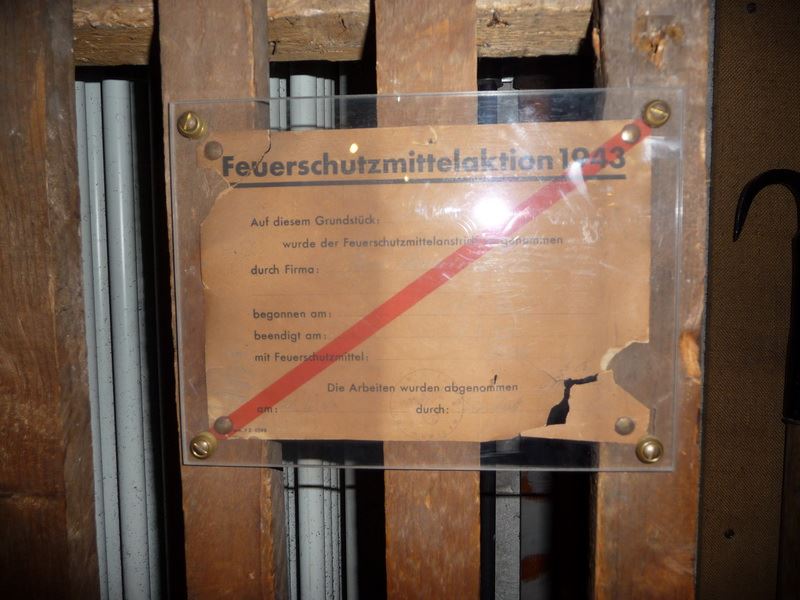 Feuerschutzmittelaktion 1943
Auf diesem Grundstück:
wurde der Feuerschutzmittelanstrich vorgenommen
durch Firma:
begonnen am:
beendigt am:
mit Feuerschutzmittel:
Die Arbeiten wurden abgenommen
am: durch: